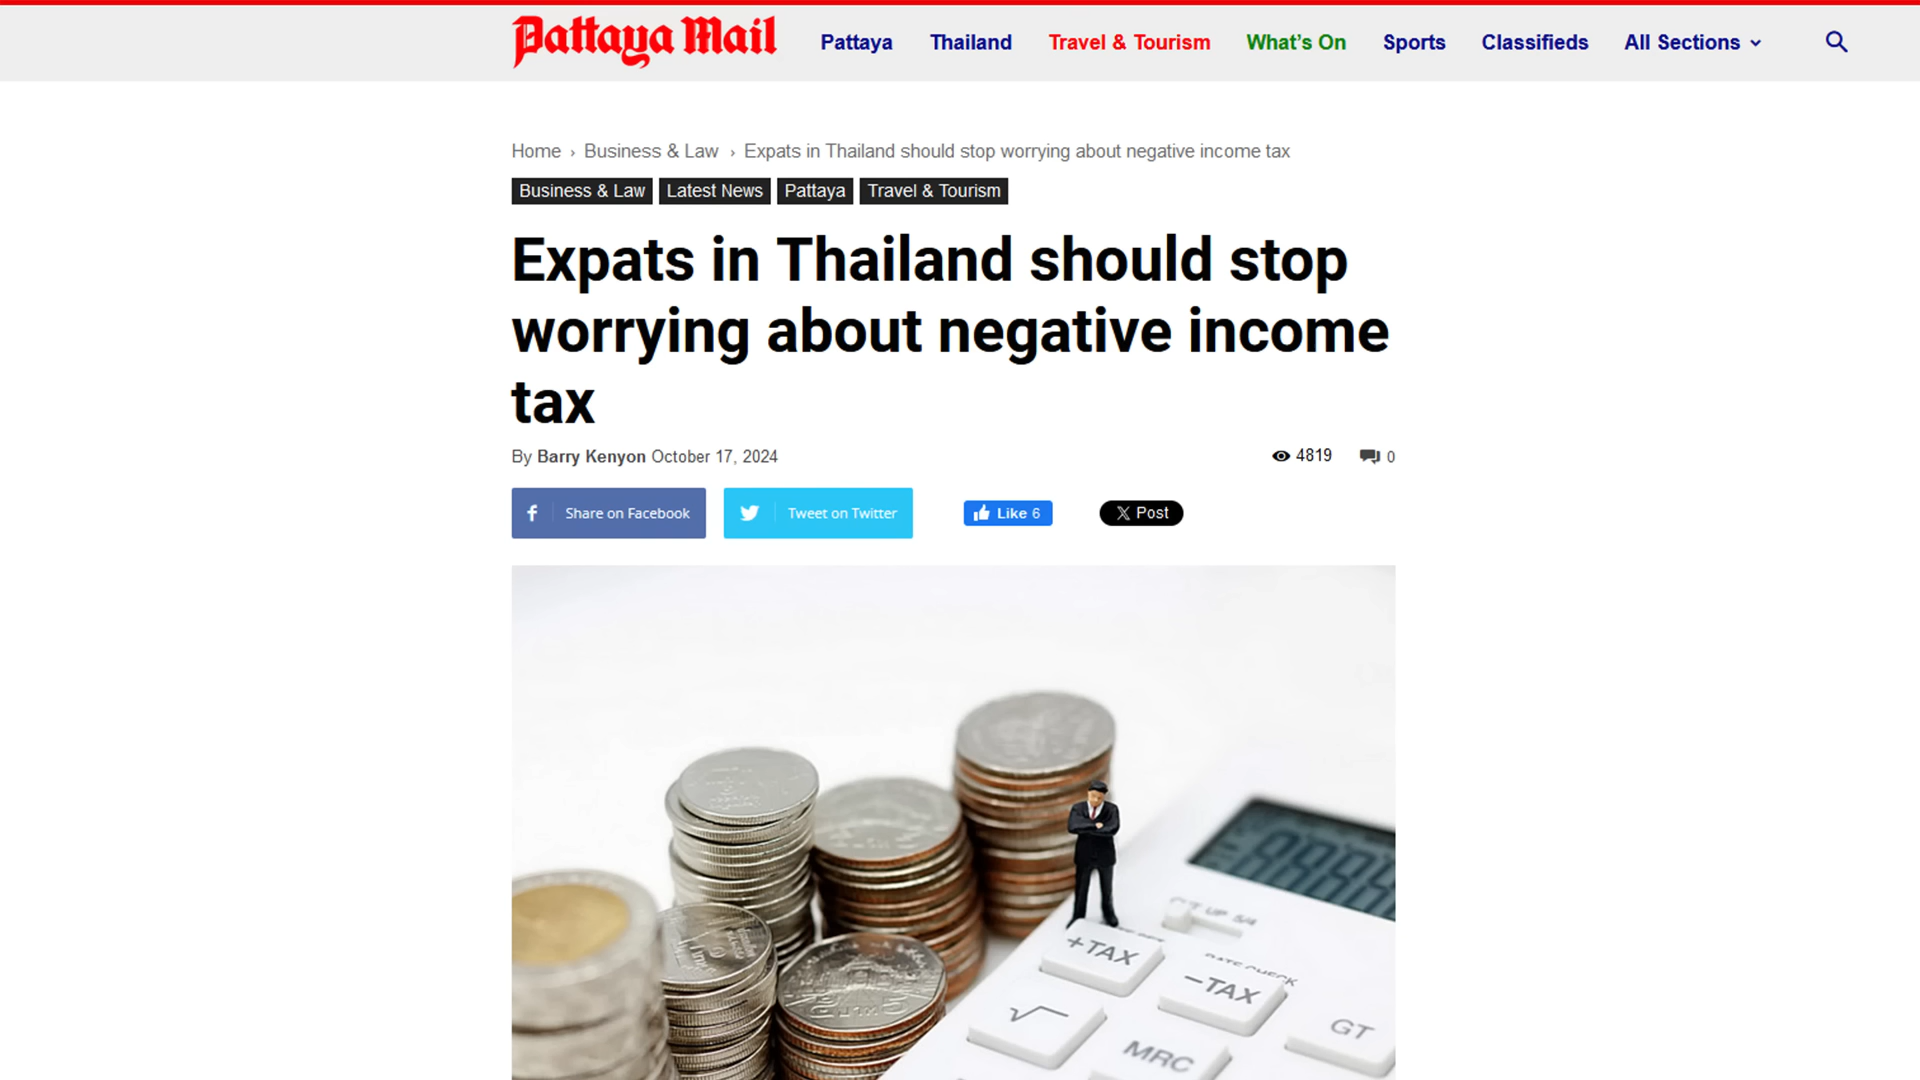 Pattaya Mail Pattaya Thailand Travel & Tourism What's On Sports Classifieds All Sections
Home › Business & Law › Expats in Thailand should stop worrying about negative income tax
Business & Law Latest News Pattaya Travel & Tourism
Expats in Thailand should stop
worrying about negative income
tax
By Barry Kenyon October 17, 2024 4819 0
Share on Facebook Tweet on Twitter Like 6 X Post
+TAX
-TAX
√
GT
MRC